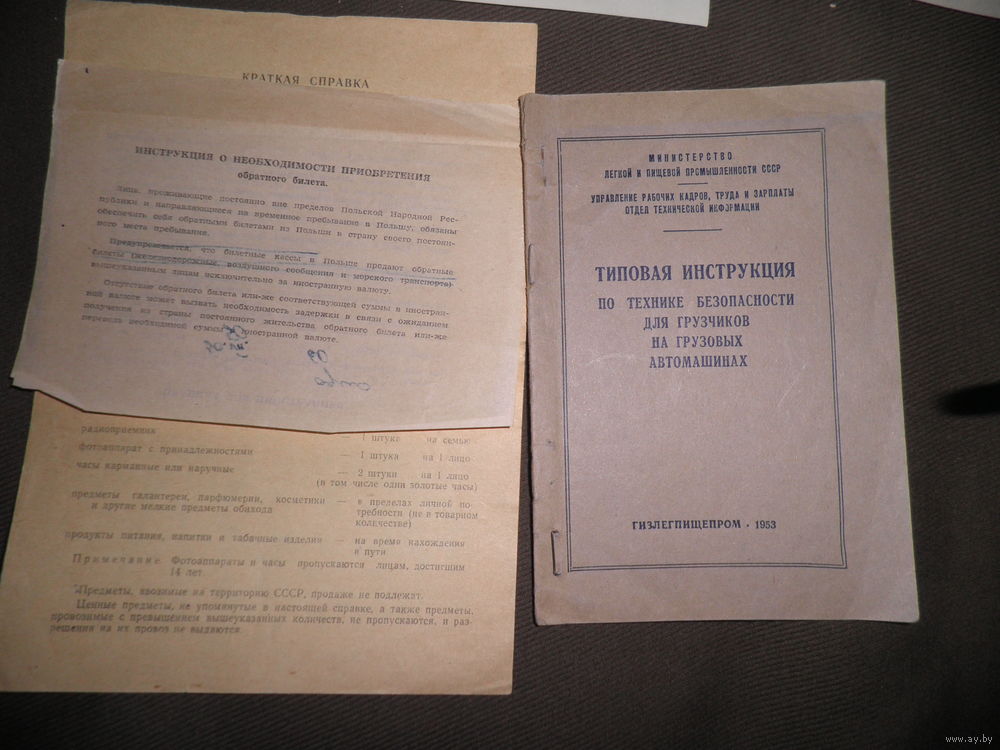 КРАТКАЯ СПРАВКА
ИНСТРУКЦИЯ О НЕОБХОДИМОСТИ ПРИОБРЕТЕНИЯ
обратного билета.
Лица, проживающие постоянно вне пределов Польской Народной Рес-
публики и направляющиеся на временное пребывание в Польшу, обязаны
обеспечить себя обратными билетами из Польши в страну своего постоян-
ного места пребывания.
Предупреждается, что билетные кассы в Польше продают обратные
билеты (железнодорожные, воздушного сообщения и морского транспорта)
вышеуказанным лицам исключительно за иностранную валюту.
Отсутствие обратного билета или-же соответствующей суммы в иностран-
ной валюте может вызвать необходимость задержки в связи с ожиданием
получения из страны постоянного жительства обратного билета или-же
перевода необходимой суммы в иностранной валюте.
радиоприемник — 1 штука на семью
фотоаппарат с принадлежностями — 1 штука на 1 лицо
часы карманные или наручные — 2 штуки на 1 лицо
(в том числе одни золотые часы)
предметы галантереи, парфюмерии, косметики — в пределах личной по-
и другие мелкие предметы обихода требности (не в товарном
количестве)
продукты питания, напитки и табачные изделия — на время нахождения
в пути
Примечание. Фотоаппараты и часы пропускаются лицам, достигшим
14 лет.
Предметы, ввозимые на территорию СССР, продаже не подлежат.
Ценные предметы, не упомянутые в настоящей справке, а также предметы,
провозимые с превышением вышеуказанных количеств, не пропускаются, и раз-
решения на их провоз не выдаются.
МИНИСТЕРСТВО
ЛЕГКОЙ И ПИЩЕВОЙ ПРОМЫШЛЕННОСТИ СССР
УПРАВЛЕНИЕ РАБОЧИХ КАДРОВ, ТРУДА И ЗАРПЛАТЫ
ОТДЕЛ ТЕХНИЧЕСКОЙ ИНФОРМАЦИИ
ТИПОВАЯ ИНСТРУКЦИЯ
ПО ТЕХНИКЕ БЕЗОПАСНОСТИ
ДЛЯ ГРУЗЧИКОВ
НА ГРУЗОВЫХ
АВТОМАШИНАХ
ГИЗЛЕГПИЩЕПРОМ · 1953
www.ay.by